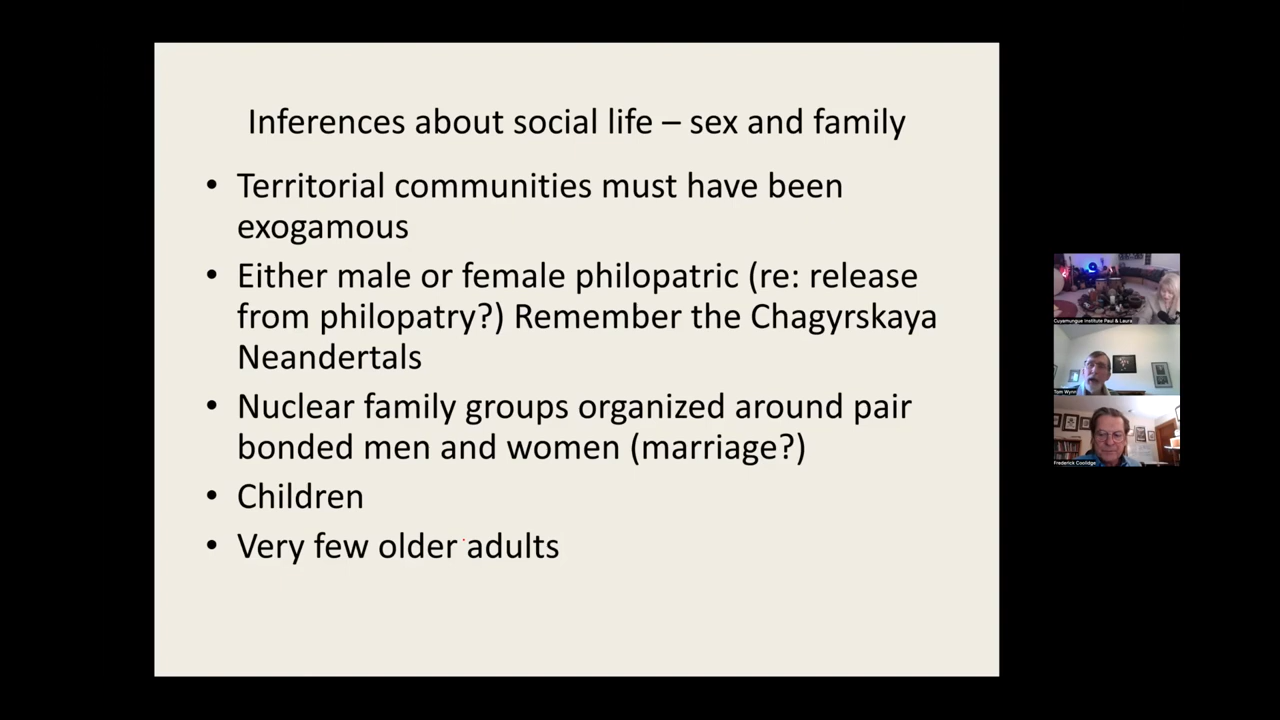 Inferences about social life – sex and family
• Territorial communities must have been
exogamous
• Either male or female philopatric (re: release
from philopatry?) Remember the Chagyrskaya
Neandertals
• Nuclear family groups organized around pair
bonded men and women (marriage?)
• Children
• Very few older adults
Cuyamungue Institute Paul & Laura
Tom Wynn
Frederick Coolidge